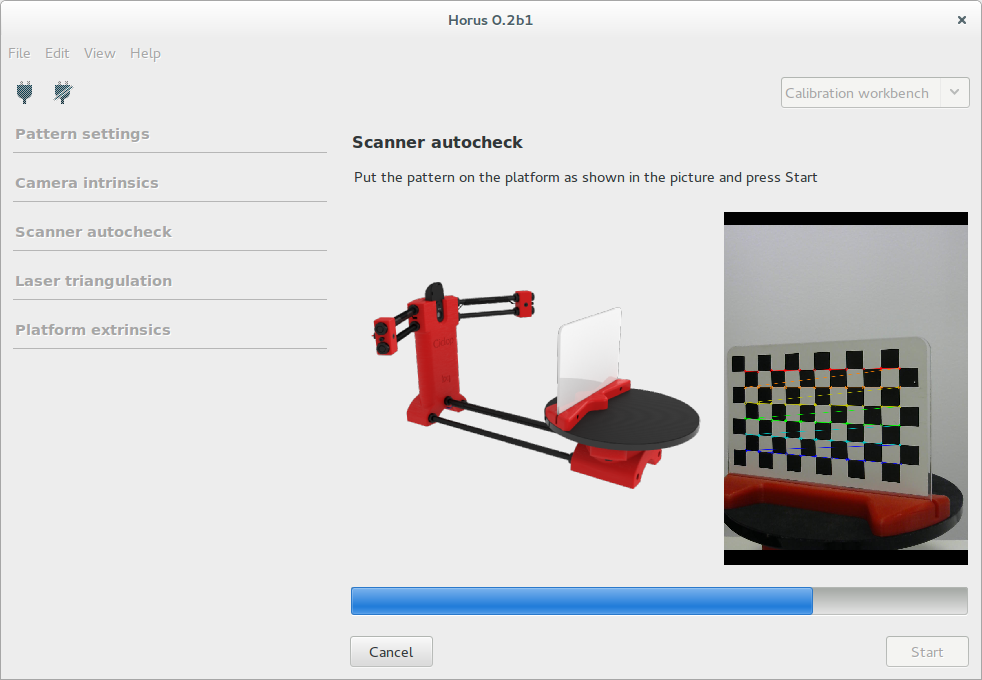 Horus 0.2b1
File Edit View Help
Calibration workbench
Pattern settings
Camera intrinsics
Scanner autocheck
Laser triangulation
Platform extrinsics
Scanner autocheck
Put the pattern on the platform as shown in the picture and press Start
Cancel
Start